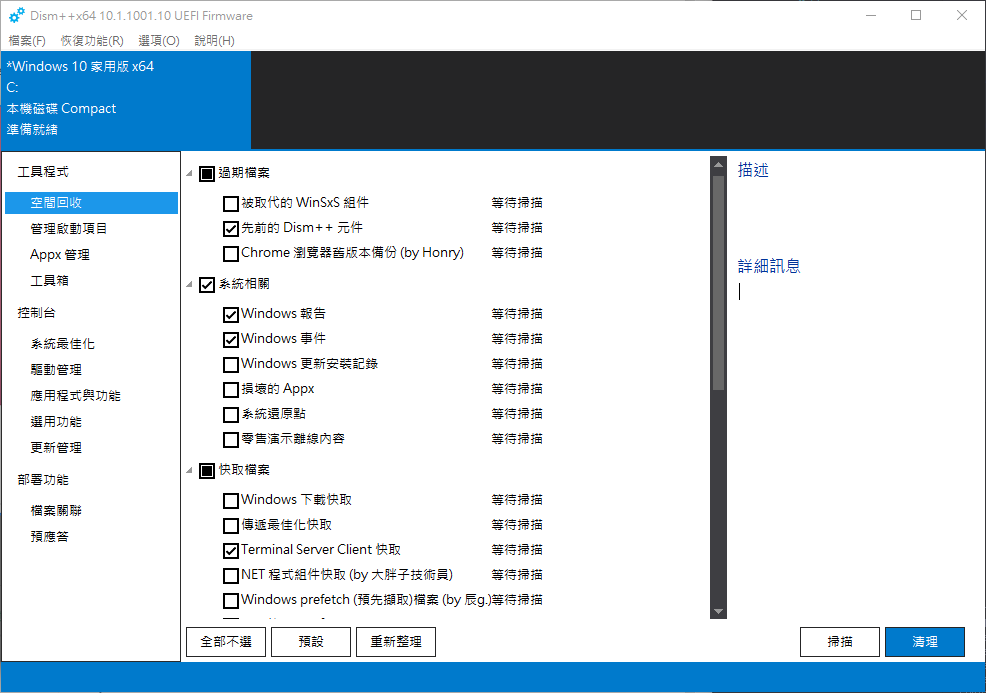 Dism++x64 10.1.1001.10 UEFI Firmware
檔案(F) 恢復功能(R) 選項(O) 說明(H)
*Windows 10 家用版 x64
C:
本機磁碟 Compact
準備就緒
工具程式
空間回收
管理啟動項目
Appx 管理
工具箱
控制台
系統最佳化
驅動管理
應用程式與功能
選用功能
更新管理
部署功能
檔案關聯
預應答
過期檔案
被取代的 WinSxS 組件 等待掃描
先前的 Dism++ 元件 等待掃描
Chrome 瀏覽器舊版本備份 (by Honry) 等待掃描
系統相關
Windows 報告 等待掃描
Windows 事件 等待掃描
Windows 更新安裝記錄 等待掃描
損壞的 Appx 等待掃描
系統還原點 等待掃描
零售演示離線內容 等待掃描
快取檔案
Windows 下載快取 等待掃描
傳遞最佳化快取 等待掃描
Terminal Server Client 快取 等待掃描
NET 程式組件快取 (by 大胖子技術員) 等待掃描
Windows prefetch (預先擷取)檔案 (by 辰g.)等待掃描
全部不選 預設 重新整理 掃描 清理
描述
詳細訊息